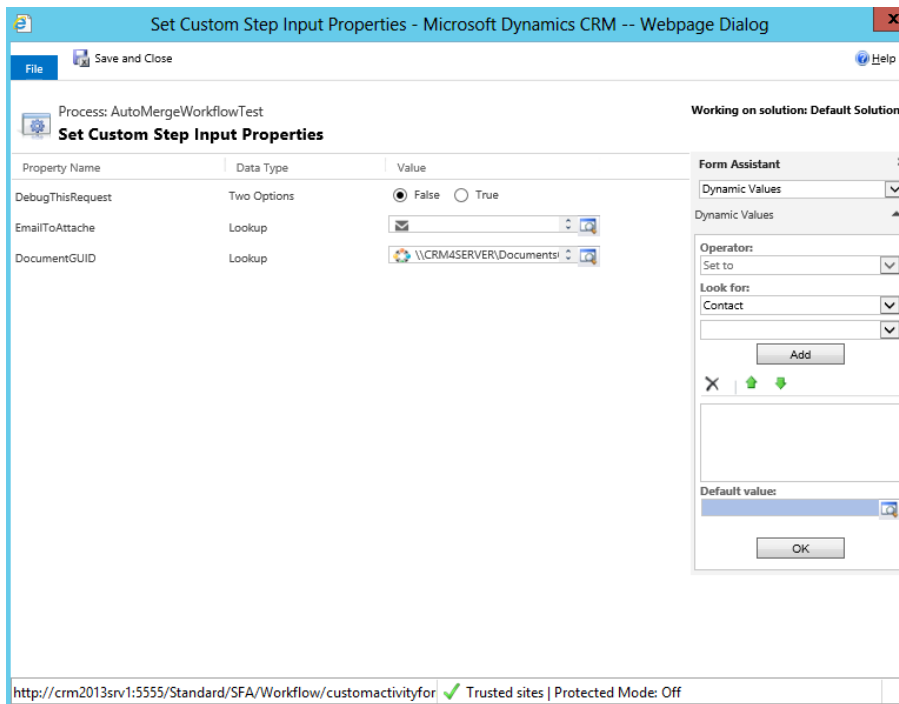 Set Custom Step Input Properties - Microsoft Dynamics CRM -- Webpage Dialog
x
File
Save and Close
Help
Process: AutoMergeWorkflowTest
Set Custom Step Input Properties
Working on solution: Default Solution
Property Name Data Type Value
DebugThisRequest Two Options False True
EmailToAttache Lookup
DocumentGUID Lookup \\CRM4SERVER\Documents
Form Assistant
Dynamic Values
Dynamic Values
Operator:
Set to
Look for:
Contact
Add
Default value:
OK
http://crm2013srv1:5555/Standard/SFA/Workflow/customactivityfor Trusted sites | Protected Mode: Off